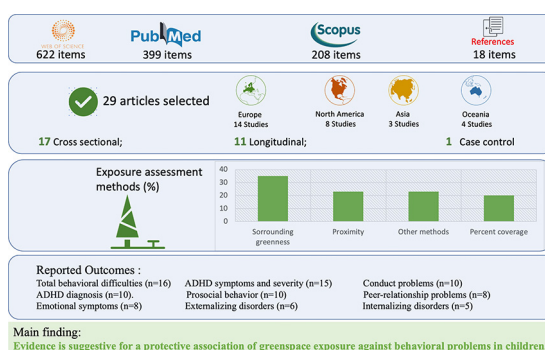 WEB OF SCIENCE
PubMed
Scopus
References
622 items
399 items
208 items
18 items
29 articles selected
Europe
14 Studies
North America
8 Studies
Asia
3 Studies
Oceania
4 Studies
17 Cross sectional;
11 Longitudinal;
1 Case control
Exposure assessment
methods (%)
40
30
20
10
0
Sorrounding
greenness
Proximity
Other methods
Percent coverage
Reported Outcomes :
Total behavioral difficulties (n=16)
ADHD symptoms and severity (n=15)
Conduct problems (n=10)
ADHD diagnosis (n=10).
Prosocial behavior (n=10)
Peer-relationship problems (n=8)
Emotional symptoms (n=8)
Externalizing disorders (n=6)
Internalizing disorders (n=5)
Main finding:
Evidence is suggestive for a protective association of greenspace exposure against behavioral problems in children